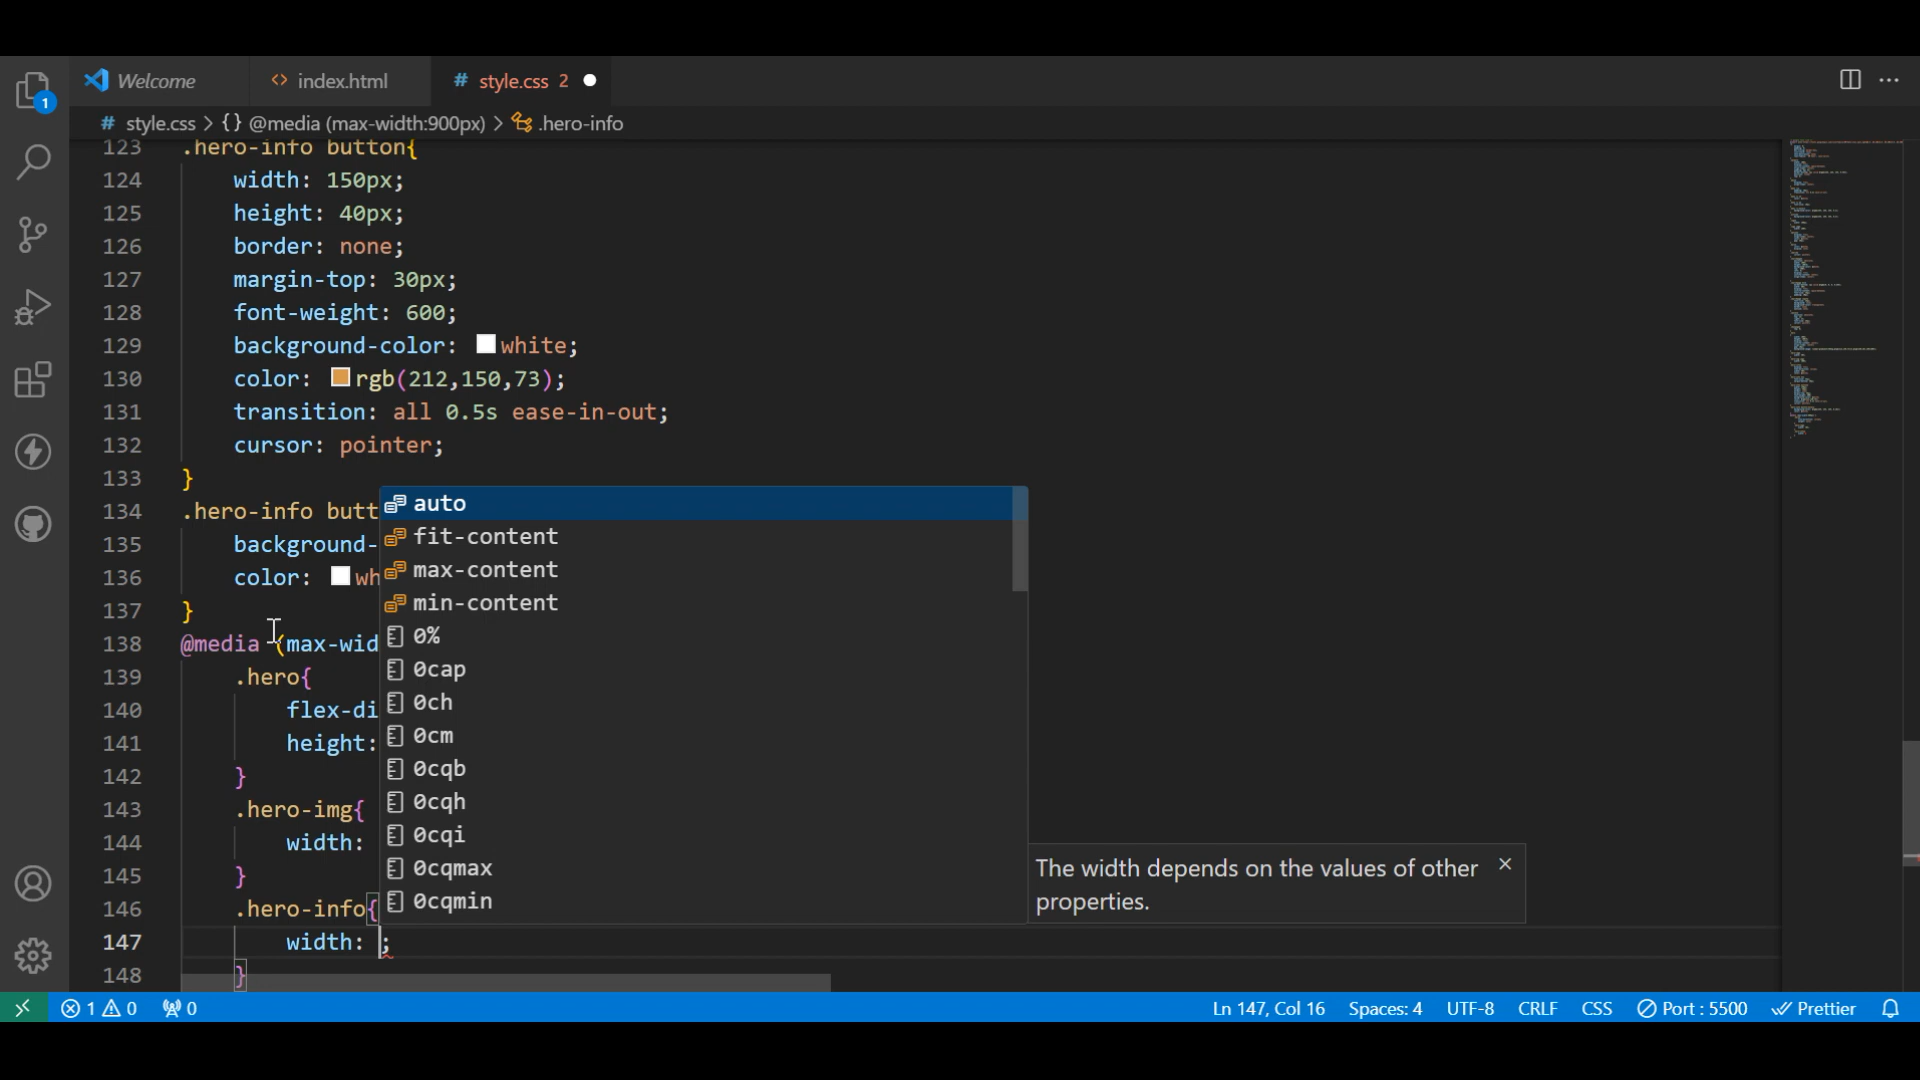 Welcome
index.html
style.css 2
style.css > {} @media (max-width:900px) > .hero-info
123 .hero-info button{
124 width: 150px;
125 height: 40px;
126 border: none;
127 margin-top: 30px;
128 font-weight: 600;
129 background-color: white;
130 color: rgb(212,150,73);
131 transition: all 0.5s ease-in-out;
132 cursor: pointer;
133 }
134 .hero-info butt
135 background-
136 color: wh
137 }
138 @media (max-wid
139 .hero{
140 flex-di
141 height:
142 }
143 .hero-img{
144 width:
145 }
146 .hero-info{
147 width: ;
148 }
auto
fit-content
max-content
min-content
0%
0cap
0ch
0cm
0cqb
0cqh
0cqi
0cqmax
0cqmin
The width depends on the values of other
properties.
1
1 0 0
Ln 147, Col 16
Spaces: 4
UTF-8
CRLF
CSS
Port : 5500
Prettier